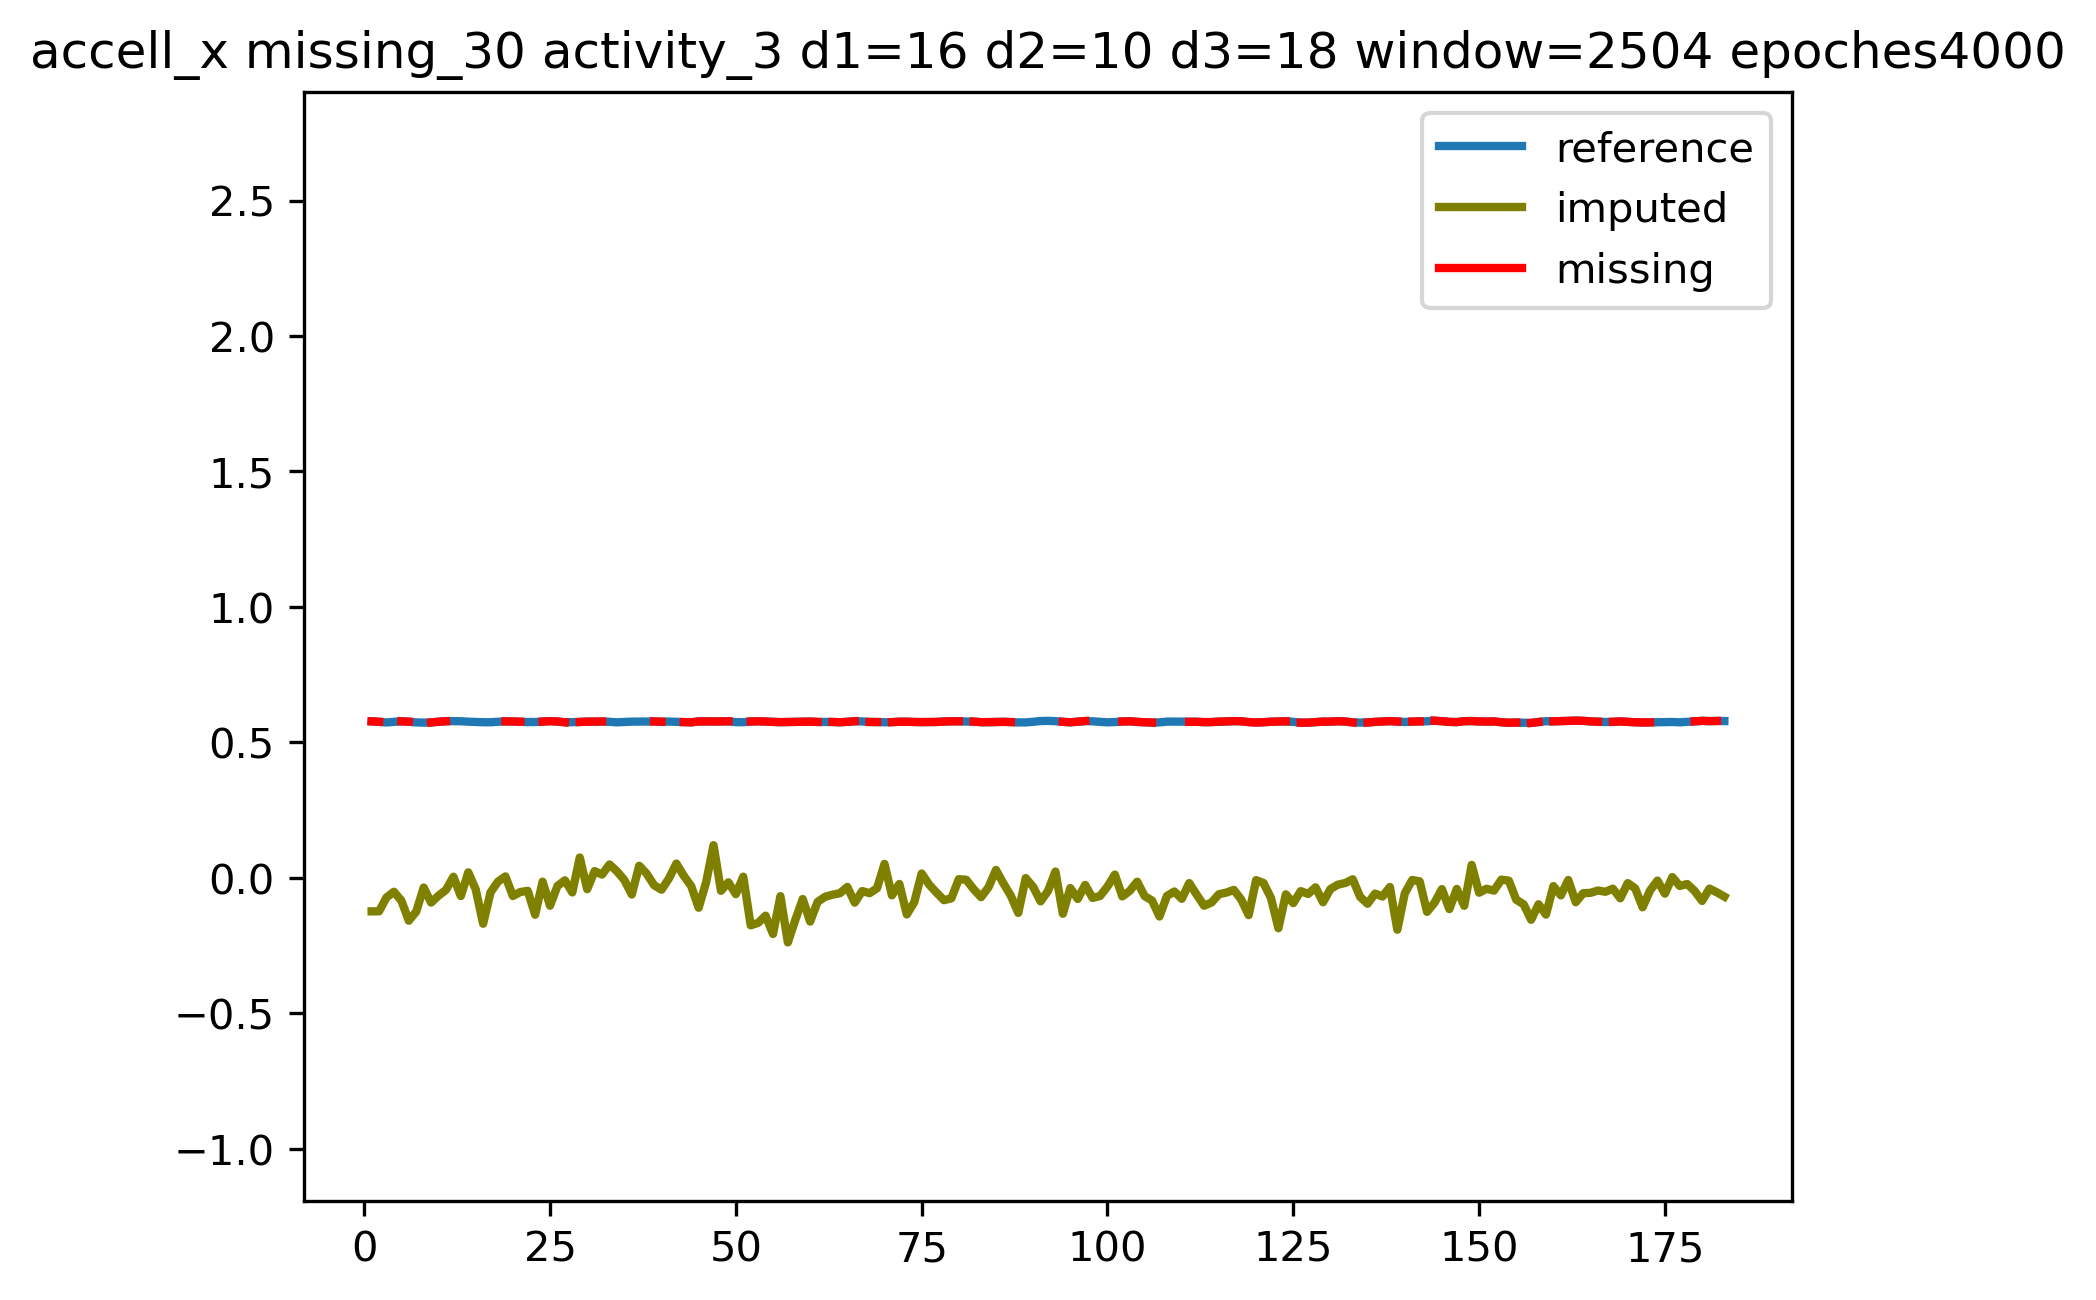 accell_x missing_30 activity_3 d1=16 d2=10 d3=18 window=2504 epoches4000
reference
imputed
missing
2.5
2.0
1.5
1.0
0.5
0.0
−0.5
−1.0
0 25 50 75 100 125 150 175